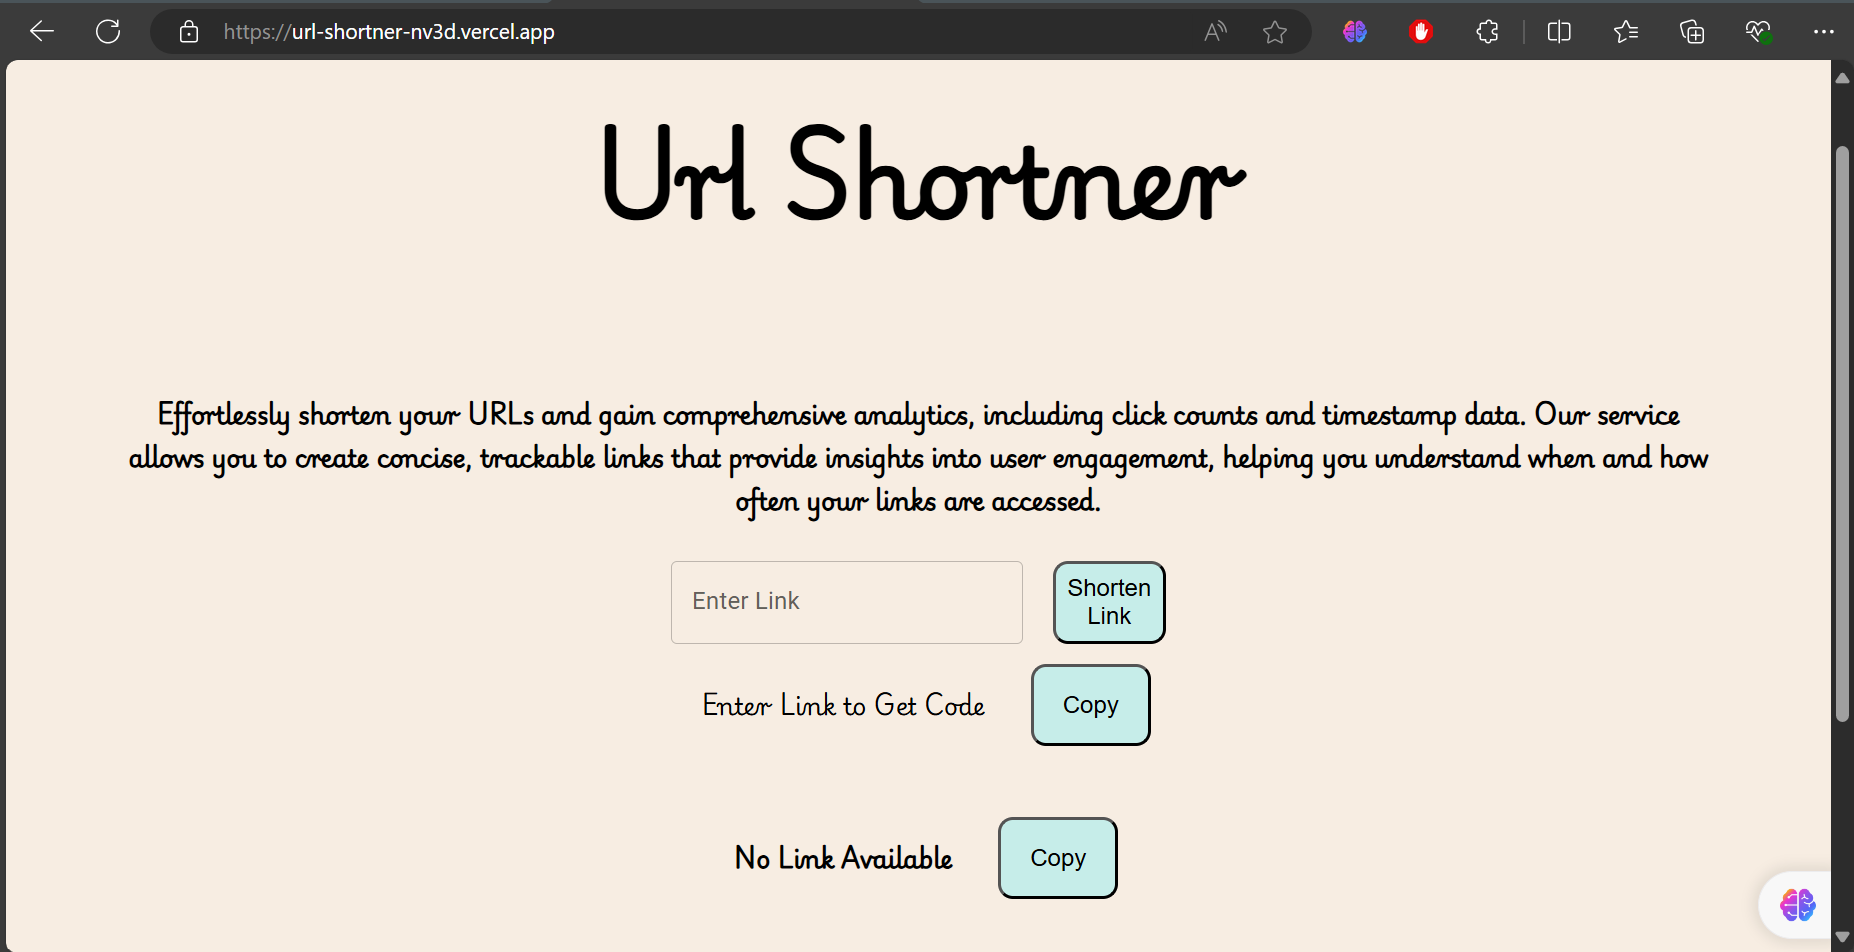 https://url-shortner-nv3d.vercel.app
Url Shortner
Effortlessly shorten your URLs and gain comprehensive analytics, including click counts and timestamp data. Our service
allows you to create concise, trackable links that provide insights into user engagement, helping you understand when and how
often your links are accessed.
Enter Link
Shorten
Link
Enter Link to Get Code
Copy
No Link Available
Copy